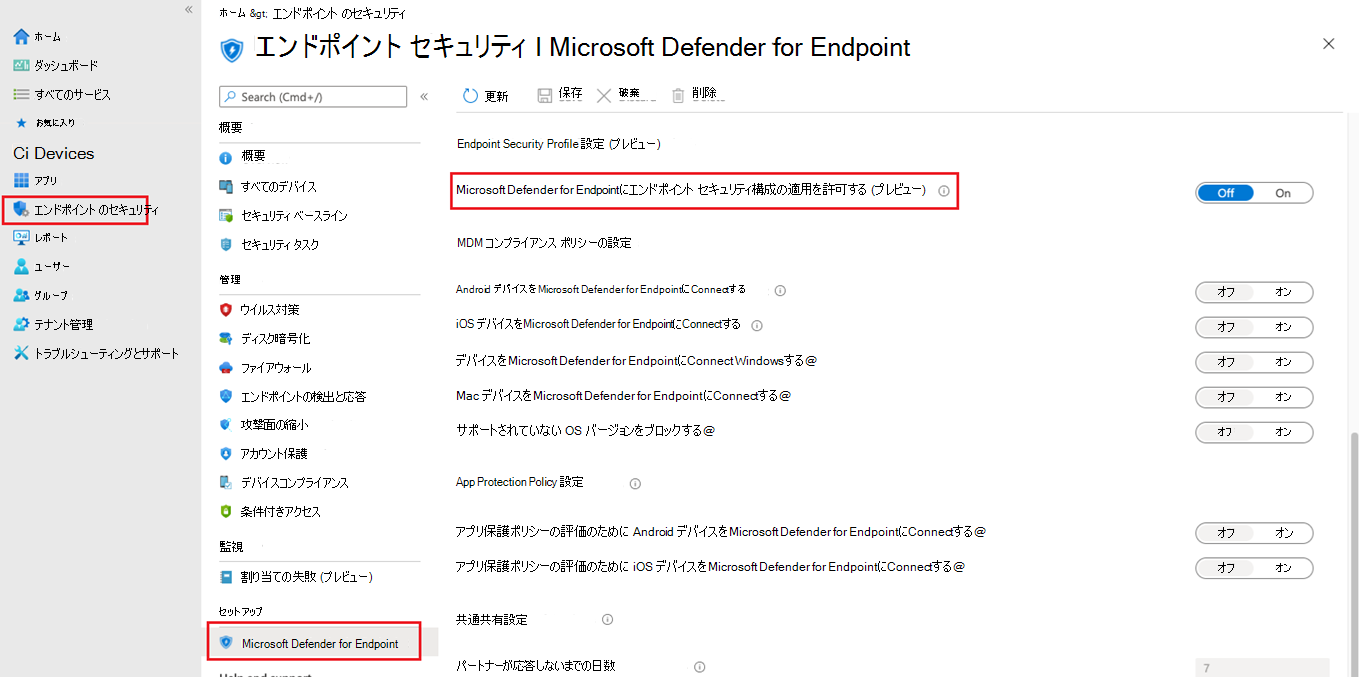 «
ホーム
ダッシュボード
すべてのサービス
お気に入り
Ci Devices
アプリ
エンドポイント のセキュリティ
レポート
ユーザー
グループ
テナント管理
トラブルシューティングとサポート
ホーム &gt; エンドポイント のセキュリティ
エンドポイント セキュリティ I Microsoft Defender for Endpoint
Search (Cmd+/)
«
概要
概要
すべてのデバイス
セキュリティ ベースライン
セキュリティ タスク
管理
ウイルス対策
ディスク暗号化
ファイアウォール
エンドポイントの検出と応答
攻撃面の縮小
アカウント保護
デバイスコンプライアンス
条件付きアクセス
監視
割り当ての失敗 (プレビュー)
セットアップ
Microsoft Defender for Endpoint
Help and support
更新 保存 破棄 削除
Endpoint Security Profile 設定 (プレビュー)
Microsoft Defender for Endpointにエンドポイント セキュリティ構成の適用を許可する (プレビュー) Off On
MDM コンプライアンス ポリシーの設定
Android デバイスをMicrosoft Defender for EndpointにConnectする オフ オン
iOS デバイスをMicrosoft Defender for EndpointにConnectする オフ オン
デバイスをMicrosoft Defender for EndpointにConnect Windowsする@ オフ オン
Mac デバイスをMicrosoft Defender for EndpointにConnectする@ オフ オン
サポートされていない OS バージョンをブロックする@ オフ オン
App Protection Policy 設定
アプリ保護ポリシーの評価のために Android デバイスをMicrosoft Defender for EndpointにConnectする@ オフ オン
アプリ保護ポリシーの評価のために iOS デバイスをMicrosoft Defender for EndpointにConnectする@ オフ オン
共通共有設定
パートナーが応答しないまでの日数 7